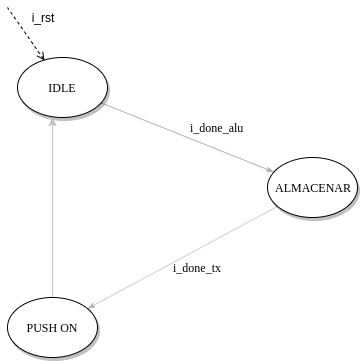 i_rst
IDLE
i_done_alu
ALMACENAR
i_done_tx
PUSH ON